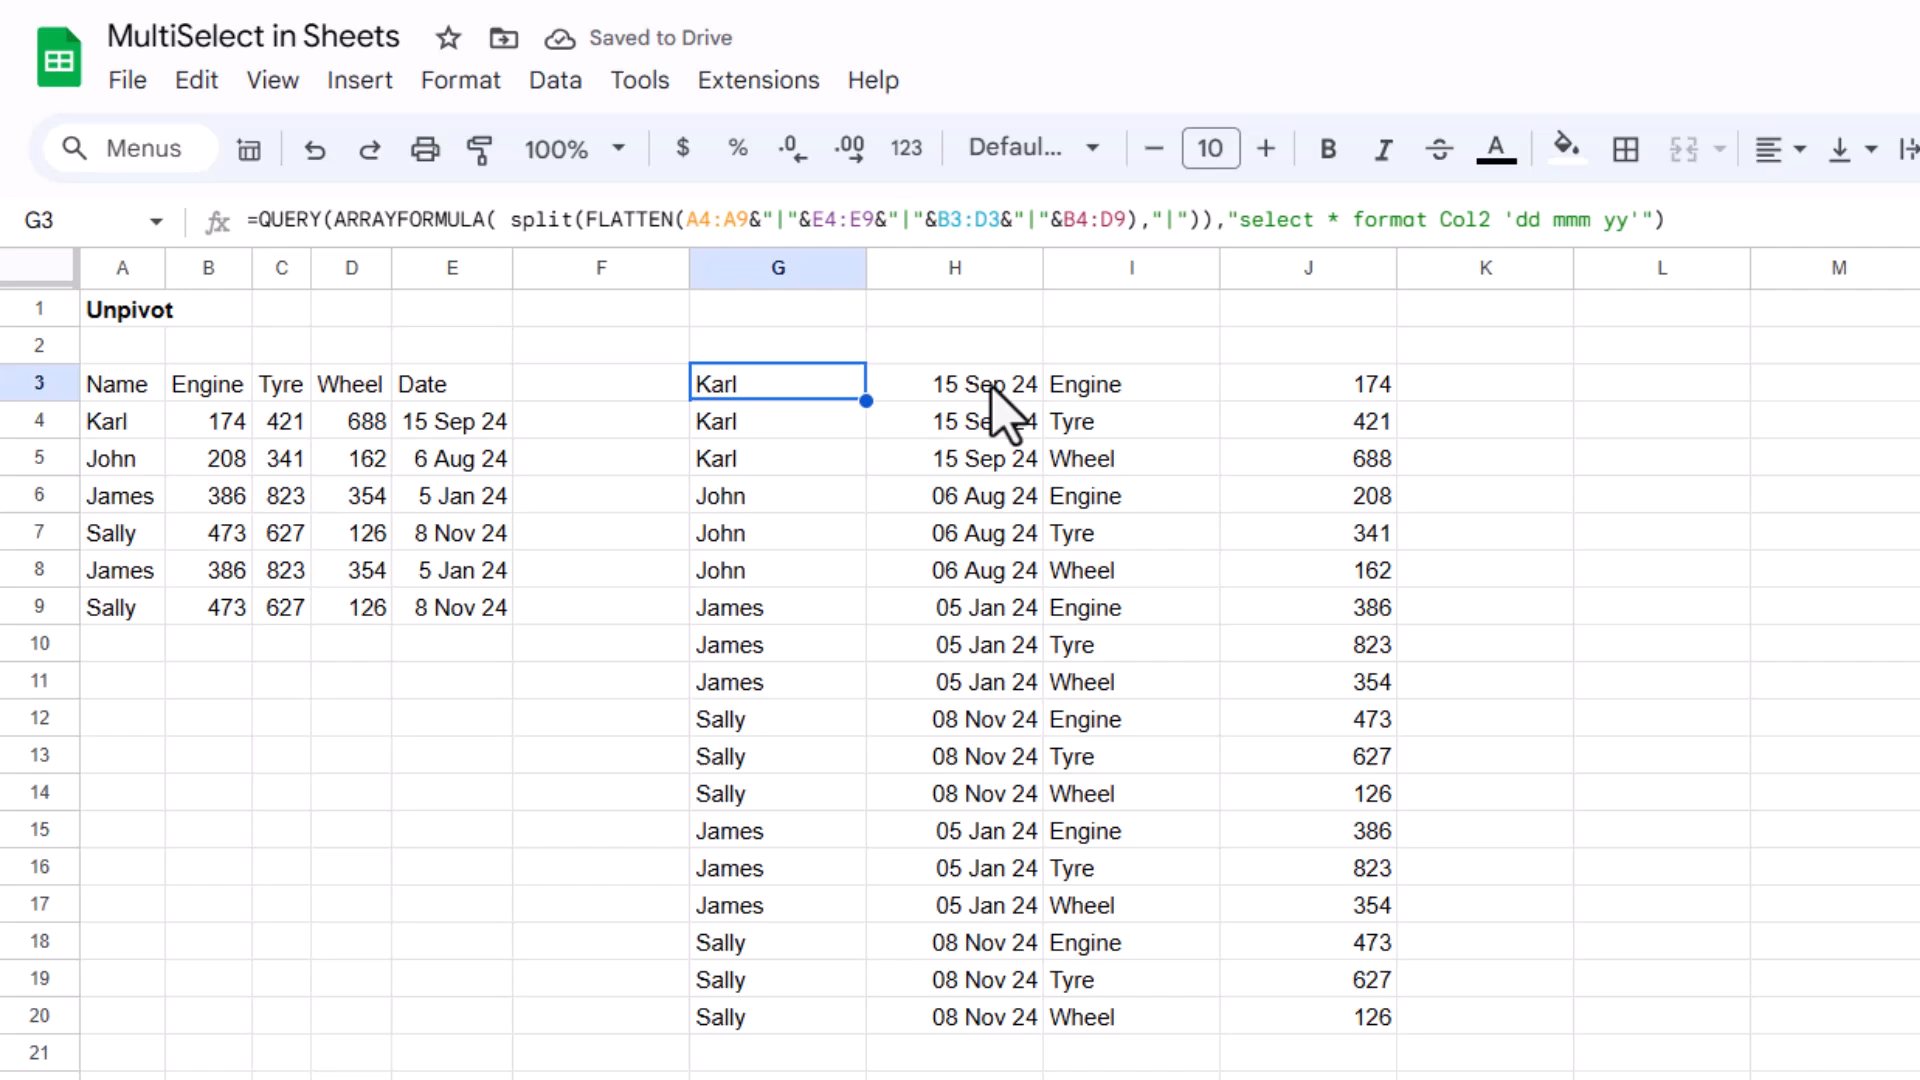 MultiSelect in Sheets Saved to Drive
File Edit View Insert Format Data Tools Extensions Help
Menus 100% $ % .0 .00 123 Defaul... − 10 + B I A
G3 fx =QUERY(ARRAYFORMULA( split(FLATTEN(A4:A9&"|"&E4:E9&"|"&B3:D3&"|"&B4:D9),"|")),"select * format Col2 'dd mmm yy'")
A B C D E F G H I J K L M
1 Unpivot
2
3 Name Engine Tyre Wheel Date Karl 15 Sep 24 Engine 174
4 Karl 174 421 688 15 Sep 24 Karl 15 Tyre 421
5 John 208 341 162 6 Aug 24 Karl 15 Sep 24 Wheel 688
6 James 386 823 354 5 Jan 24 John 06 Aug 24 Engine 208
7 Sally 473 627 126 8 Nov 24 John 06 Aug 24 Tyre 341
8 James 386 823 354 5 Jan 24 John 06 Aug 24 Wheel 162
9 Sally 473 627 126 8 Nov 24 James 05 Jan 24 Engine 386
10 James 05 Jan 24 Tyre 823
11 James 05 Jan 24 Wheel 354
12 Sally 08 Nov 24 Engine 473
13 Sally 08 Nov 24 Tyre 627
14 Sally 08 Nov 24 Wheel 126
15 James 05 Jan 24 Engine 386
16 James 05 Jan 24 Tyre 823
17 James 05 Jan 24 Wheel 354
18 Sally 08 Nov 24 Engine 473
19 Sally 08 Nov 24 Tyre 627
20 Sally 08 Nov 24 Wheel 126
21